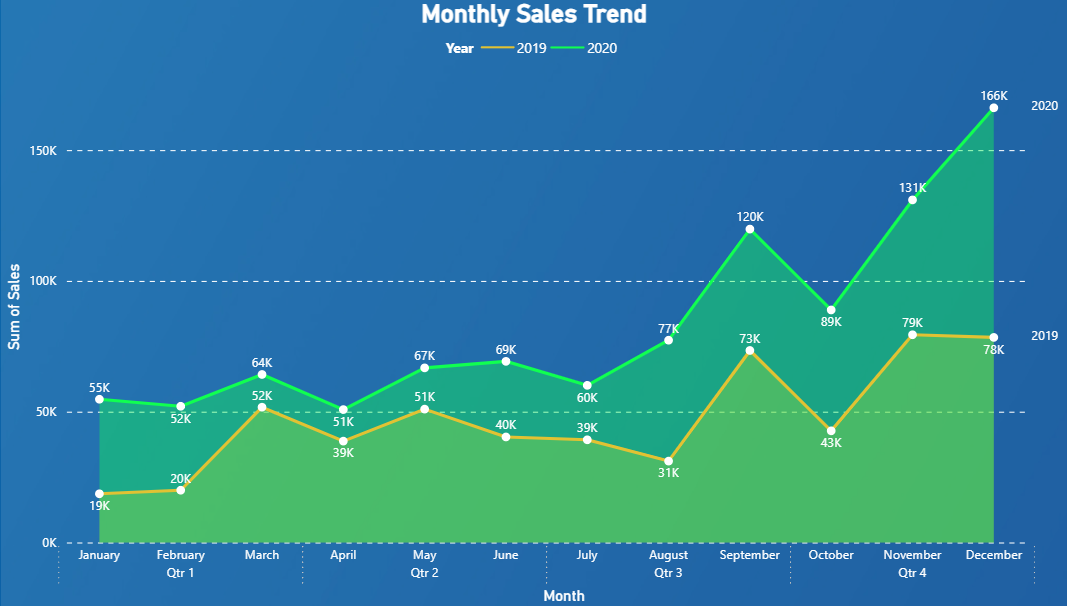 Monthly Sales Trend
Year 2019 2020
166K
2020
150K
131K
120K
100K
89K
Sum of Sales
77K
79K
2019
73K
78K
69K
67K
64K
60K
55K
52K
52K
51K
51K
50K
43K
40K
39K
39K
31K
20K
19K
0K
January February March April May June July August September October November December
Qtr 1 Qtr 2 Qtr 3 Qtr 4
Month